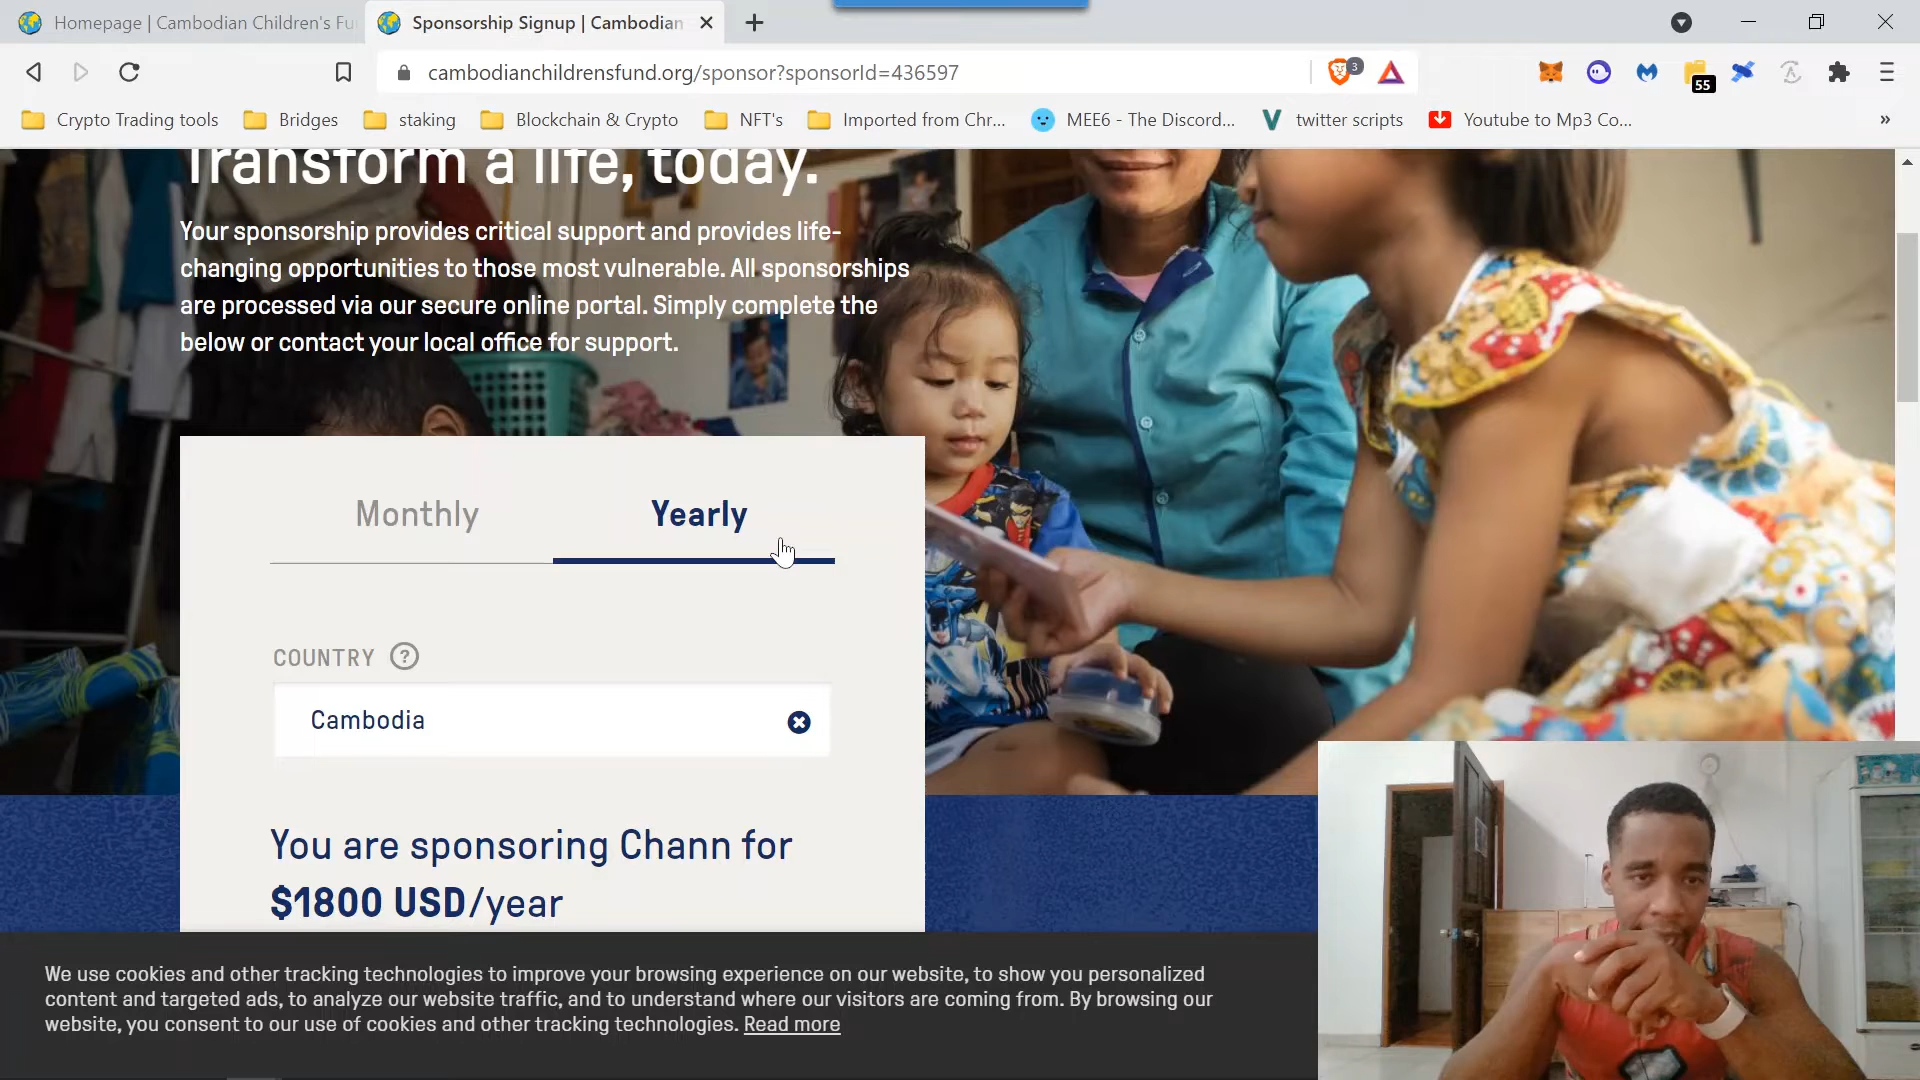 Homepage | Cambodian Children's Fu
Sponsorship Signup | Cambodian
cambodianchildrensfund.org/sponsor?sponsorId=436597
3
55
Crypto Trading tools
Bridges
staking
Blockchain & Crypto
NFT's
Imported from Chr...
MEE6 - The Discord...
twitter scripts
Youtube to Mp3 Co...
»
Transform a life, today.
Your sponsorship provides critical support and provides life-
changing opportunities to those most vulnerable. All sponsorships
are processed via our secure online portal. Simply complete the
below or contact your local office for support.
Monthly
Yearly
COUNTRY ?
Cambodia
You are sponsoring Chann for
$1800 USD/year
We use cookies and other tracking technologies to improve your browsing experience on our website, to show you personalized
content and targeted ads, to analyze our website traffic, and to understand where our visitors are coming from. By browsing our
website, you consent to our use of cookies and other tracking technologies. Read more